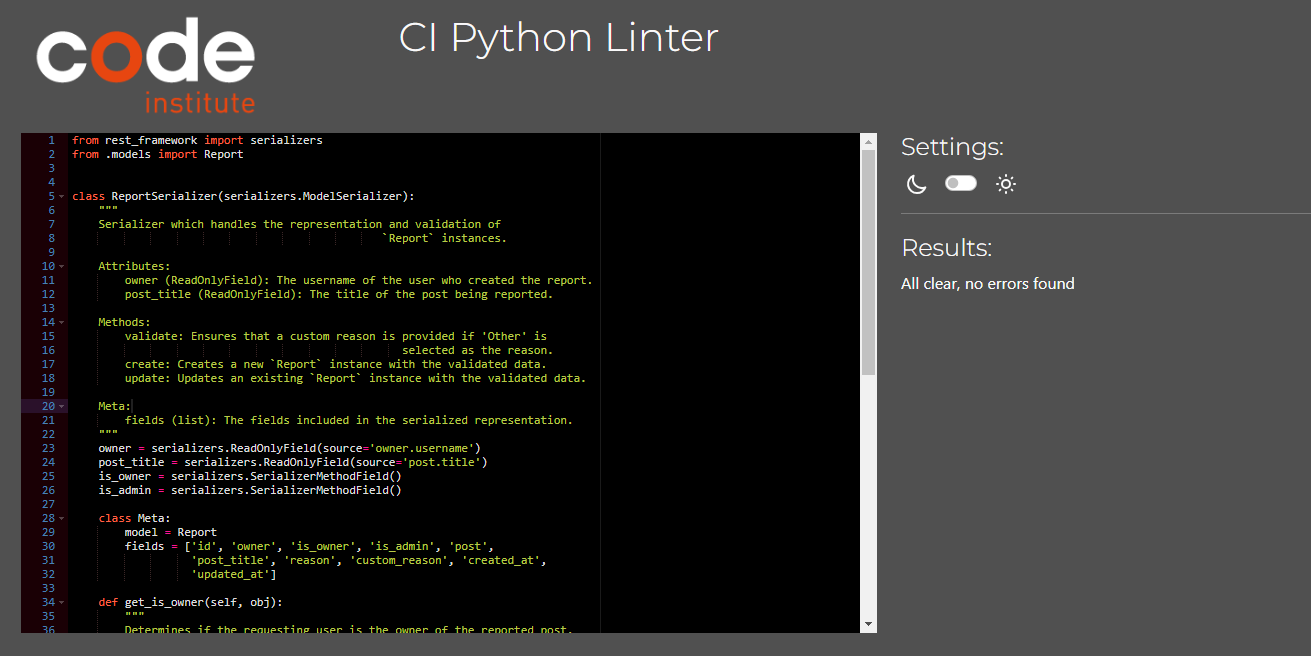 code
institute
CI Python Linter
1 from rest_framework import serializers
2 from .models import Report
3
4
5 class ReportSerializer(serializers.ModelSerializer):
6 """
7 Serializer which handles the representation and validation of
8 `Report` instances.
9
10 Attributes:
11 owner (ReadOnlyField): The username of the user who created the report.
12 post_title (ReadOnlyField): The title of the post being reported.
13
14 Methods:
15 validate: Ensures that a custom reason is provided if 'Other' is
16 selected as the reason.
17 create: Creates a new `Report` instance with the validated data.
18 update: Updates an existing `Report` instance with the validated data.
19
20 Meta:
21 fields (list): The fields included in the serialized representation.
22 """
23 owner = serializers.ReadOnlyField(source='owner.username')
24 post_title = serializers.ReadOnlyField(source='post.title')
25 is_owner = serializers.SerializerMethodField()
26 is_admin = serializers.SerializerMethodField()
27
28 class Meta:
29 model = Report
30 fields = ['id', 'owner', 'is_owner', 'is_admin', 'post',
31 'post_title', 'reason', 'custom_reason', 'created_at',
32 'updated_at']
33
34 def get_is_owner(self, obj):
35 """
36 Determines if the requesting user is the owner of the reported post.
Settings:
Results:
All clear, no errors found